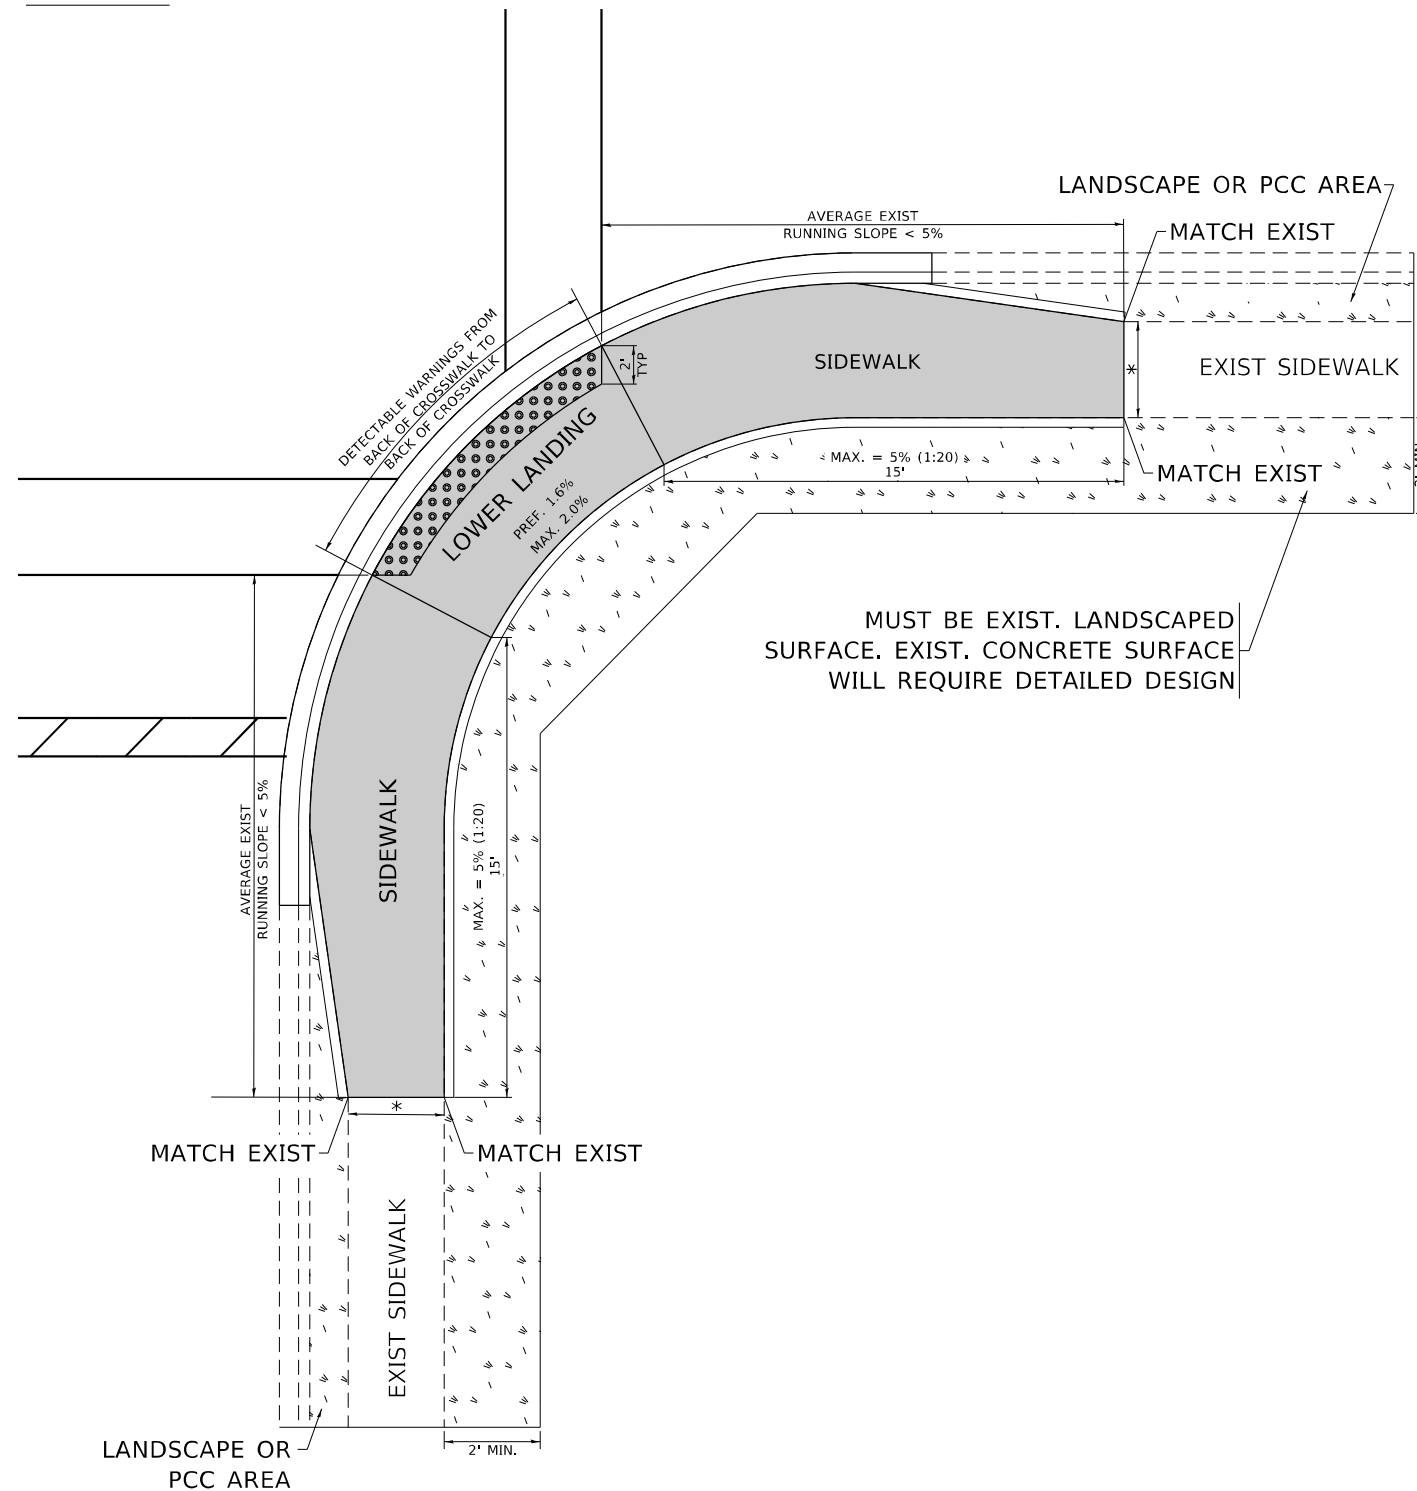 LANDSCAPE OR PCC AREA
AVERAGE EXIST
RUNNING SLOPE < 5%
MATCH EXIST
DETECTABLE WARNINGS FROM
BACK OF CROSSWALK TO
BACK OF CROSSWALK
2'
TYP
SIDEWALK
*
EXIST SIDEWALK
LOWER LANDING
PREF. 1.6%
MAX. 2.0%
MAX. = 5% (1:20)
15'
MATCH EXIST
MUST BE EXIST. LANDSCAPED
SURFACE. EXIST. CONCRETE SURFACE
WILL REQUIRE DETAILED DESIGN
AVERAGE EXIST
RUNNING SLOPE < 5%
SIDEWALK
MAX. = 5% (1:20)
15'
*
MATCH EXIST
MATCH EXIST
EXIST SIDEWALK
LANDSCAPE OR
PCC AREA
2' MIN.